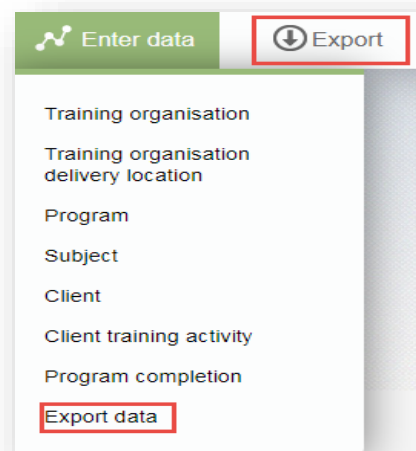 Enter data
Export
Training organisation
Training organisation
delivery location
Program
Subject
Client
Client training activity
Program completion
Export data